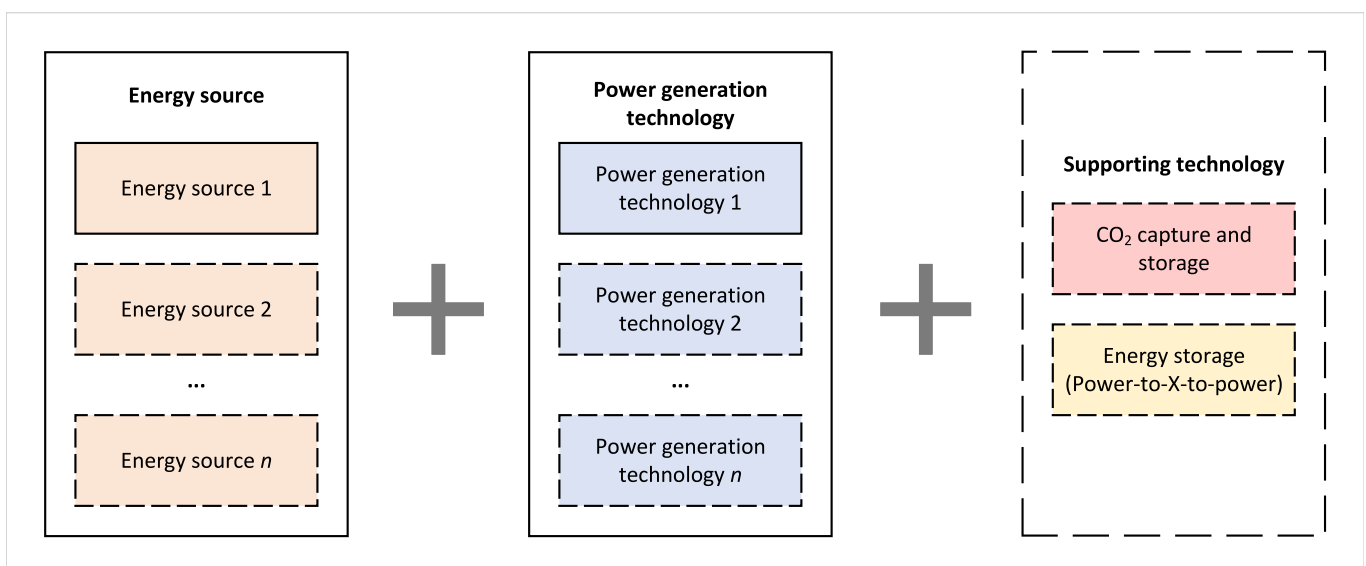 Energy source
Energy source 1
Energy source 2
...
Energy source n
Power generation
technology
Power generation
technology 1
Power generation
technology 2
...
Power generation
technology n
Supporting technology
CO₂ capture and
storage
Energy storage
(Power-to-X-to-power)